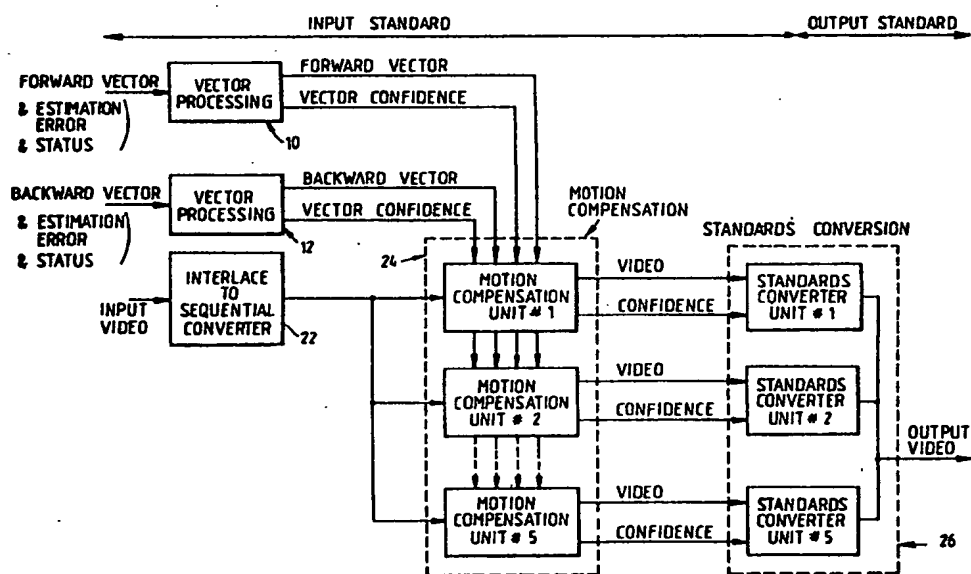 INPUT STANDARD
OUTPUT STANDARD
FORWARD VECTOR
& ESTIMATION
ERROR
& STATUS
VECTOR
PROCESSING
10
FORWARD VECTOR
VECTOR CONFIDENCE
BACKWARD VECTOR
& ESTIMATION
ERROR
& STATUS
VECTOR
PROCESSING
12
BACKWARD VECTOR
VECTOR CONFIDENCE
MOTION
COMPENSATION
STANDARDS CONVERSION
INPUT
VIDEO
INTERLACE
TO
SEQUENTIAL
CONVERTER
22
24
MOTION
COMPENSATION
UNIT # 1
VIDEO
CONFIDENCE
STANDARDS
CONVERTER
UNIT # 1
MOTION
COMPENSATION
UNIT # 2
VIDEO
CONFIDENCE
STANDARDS
CONVERTER
UNIT # 2
OUTPUT
VIDEO
MOTION
COMPENSATION
UNIT # 5
VIDEO
CONFIDENCE
STANDARDS
CONVERTER
UNIT # 5
26